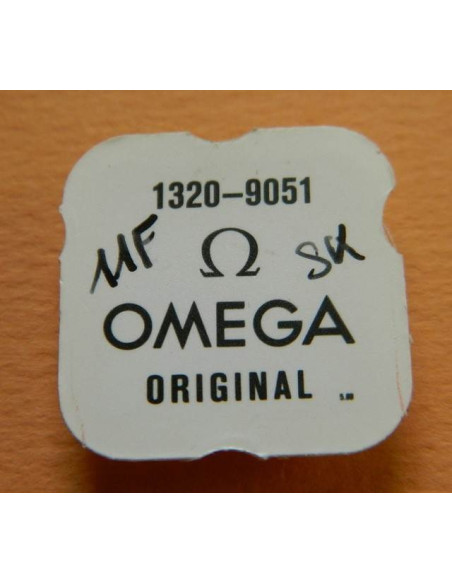 1320-9051
MF Ω SK
OMEGA
ORIGINAL